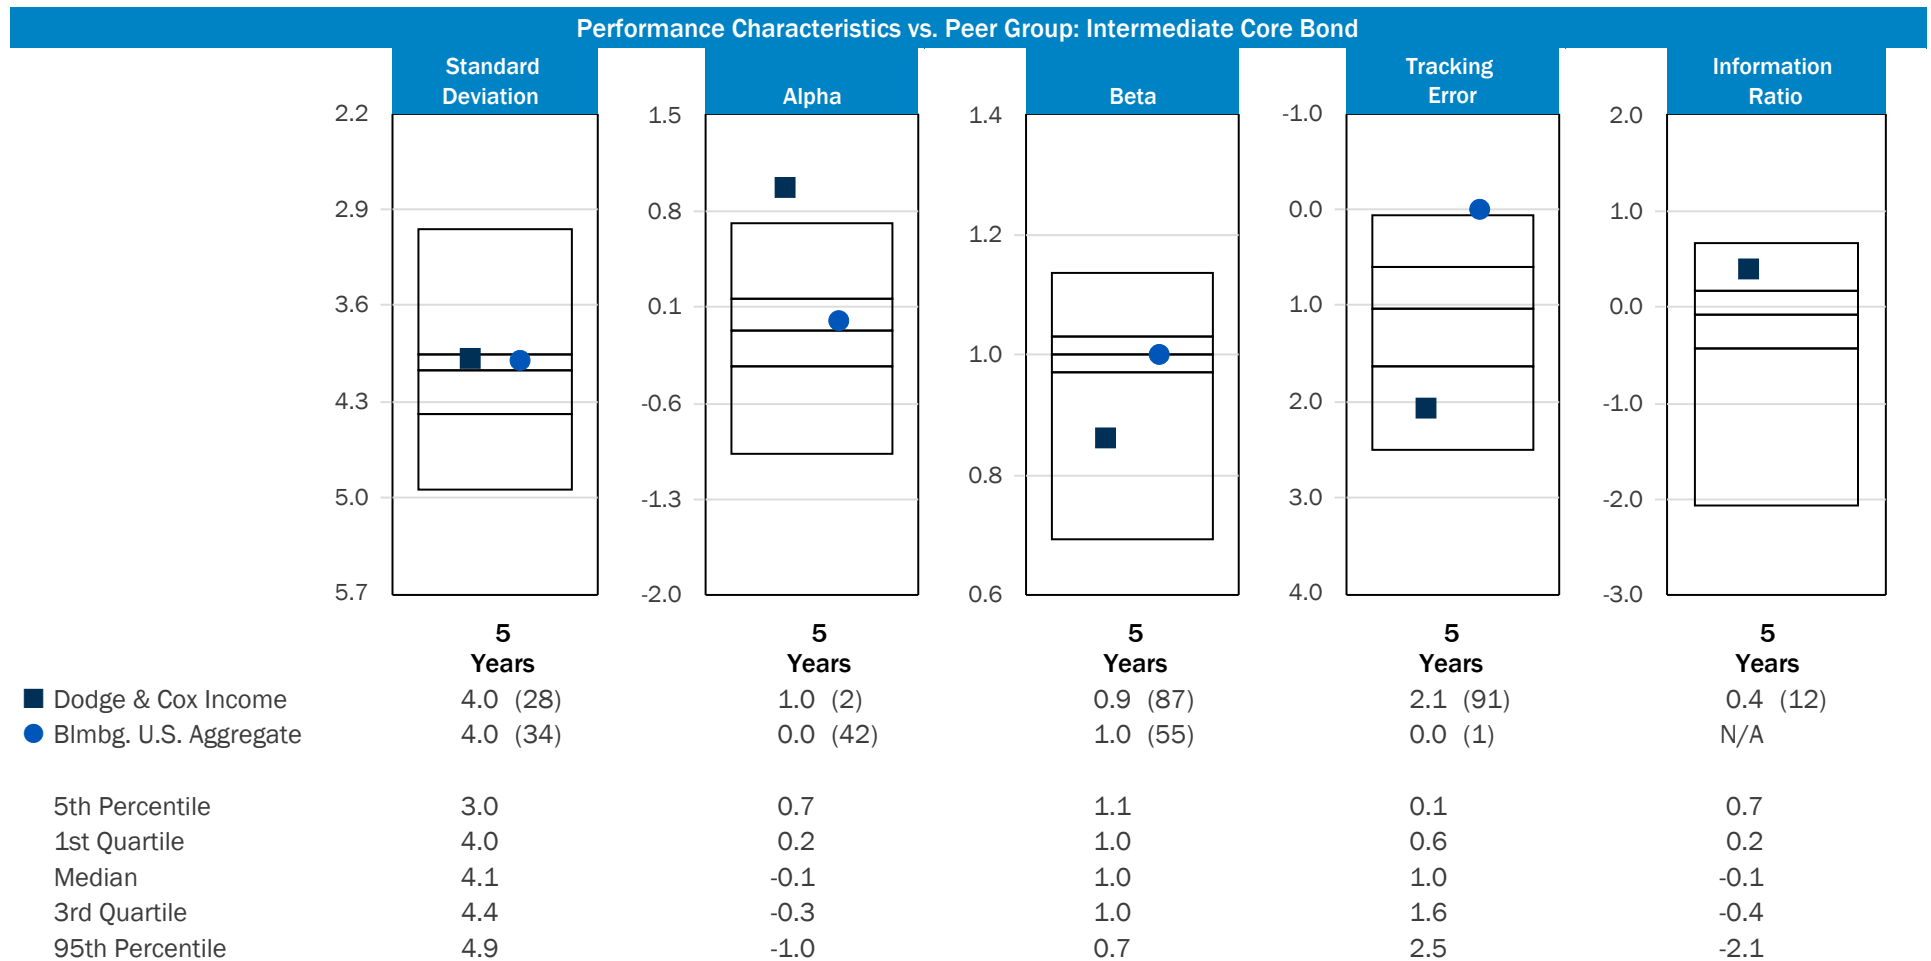 Performance Characteristics vs. Peer Group: Intermediate Core Bond
Standard
Deviation
2.2
2.9
3.6
4.3
5.0
5.7
5
Years
Alpha
1.5
0.8
0.1
-0.6
-1.3
-2.0
5
Years
Beta
1.4
1.2
1.0
0.8
0.6
5
Years
Tracking
Error
-1.0
0.0
1.0
2.0
3.0
4.0
5
Years
Information
Ratio
2.0
1.0
0.0
-1.0
-2.0
-3.0
5
Years
Dodge & Cox Income 4.0 (28) 1.0 (2) 0.9 (87) 2.1 (91) 0.4 (12)
Blmbg. U.S. Aggregate 4.0 (34) 0.0 (42) 1.0 (55) 0.0 (1) N/A
5th Percentile 3.0 0.7 1.1 0.1 0.7
1st Quartile 4.0 0.2 1.0 0.6 0.2
Median 4.1 -0.1 1.0 1.0 -0.1
3rd Quartile 4.4 -0.3 1.0 1.6 -0.4
95th Percentile 4.9 -1.0 0.7 2.5 -2.1